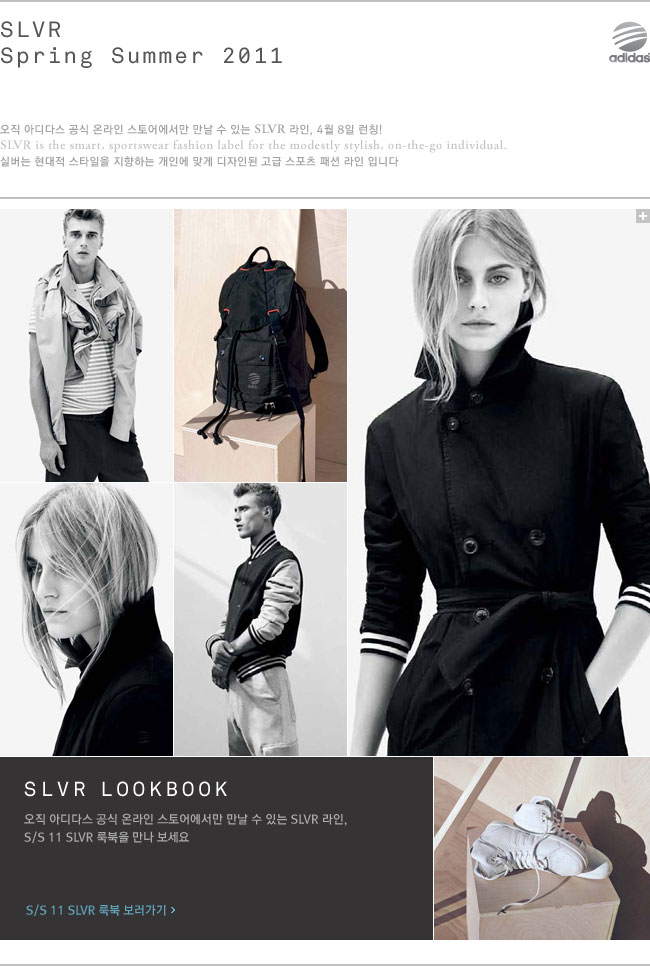 SLVR
Spring Summer 2011
adidas
오직 아디다스 공식 온라인 스토어에서만 만날 수 있는 SLVR 라인, 4월 8일 런칭!
SLVR is the smart. sportswear fashion label for the modestly stylish. on-the-go individual.
실버는 현대적 스타일을 지향하는 개인에 맞게 디자인된 고급 스포츠 패션 라인 입니다
SLVR LOOKBOOK
오직 아디다스 공식 온라인 스토어에서만 만날 수 있는 SLVR 라인,
S/S 11 SLVR 룩북을 만나 보세요
S/S 11 SLVR 룩북 보러가기 >